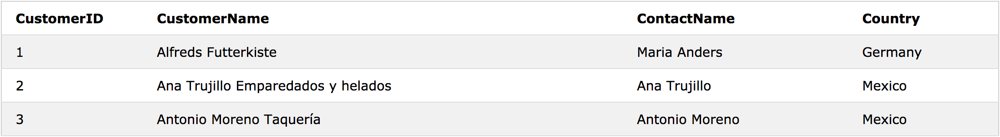 CustomerID CustomerName ContactName Country
1 Alfreds Futterkiste Maria Anders Germany
2 Ana Trujillo Emparedados y helados Ana Trujillo Mexico
3 Antonio Moreno Taquería Antonio Moreno Mexico